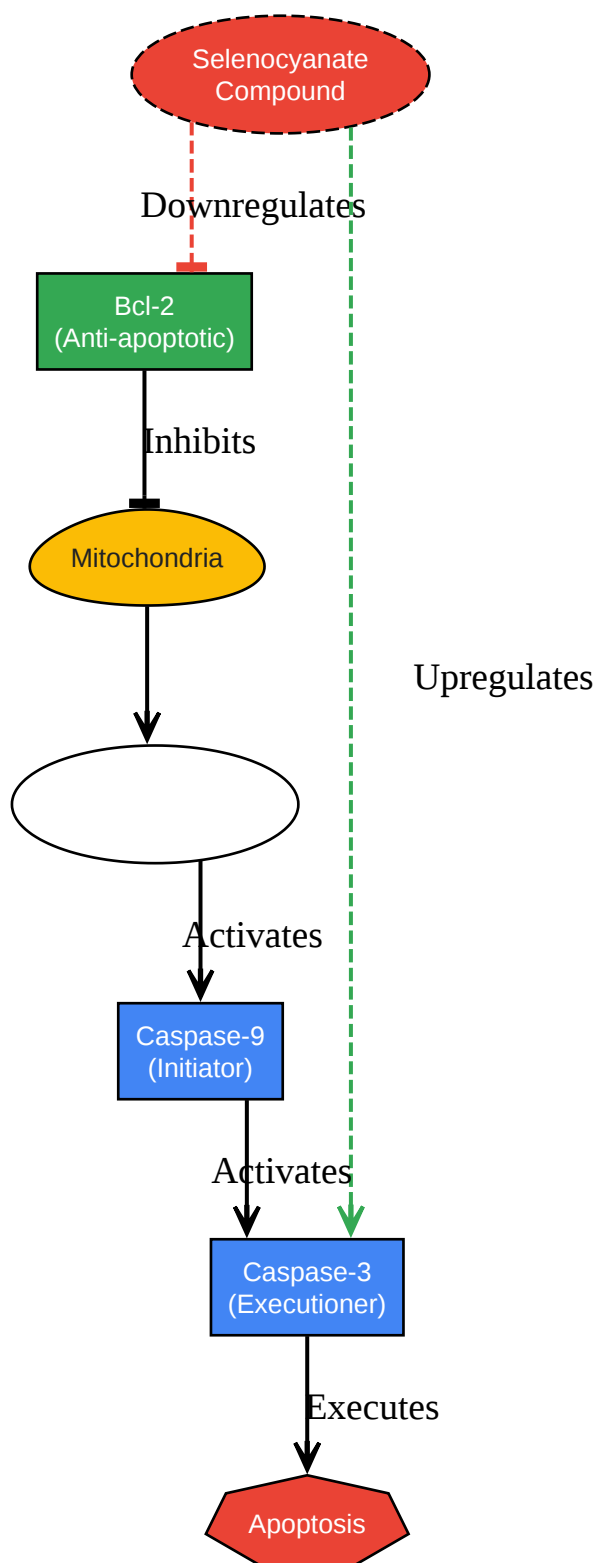 Selenocyanate
Compound
Downregulates
Bcl-2
(Anti-apoptotic)
Inhibits
Mitochondria
Upregulates
Activates
Caspase-9
(Initiator)
Activates
Caspase-3
(Executioner)
Executes
Apoptosis